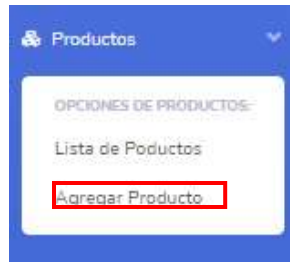 Productos
OPCIONES DE PRODUCTOS:
Lista de Poductos
Agregar Producto